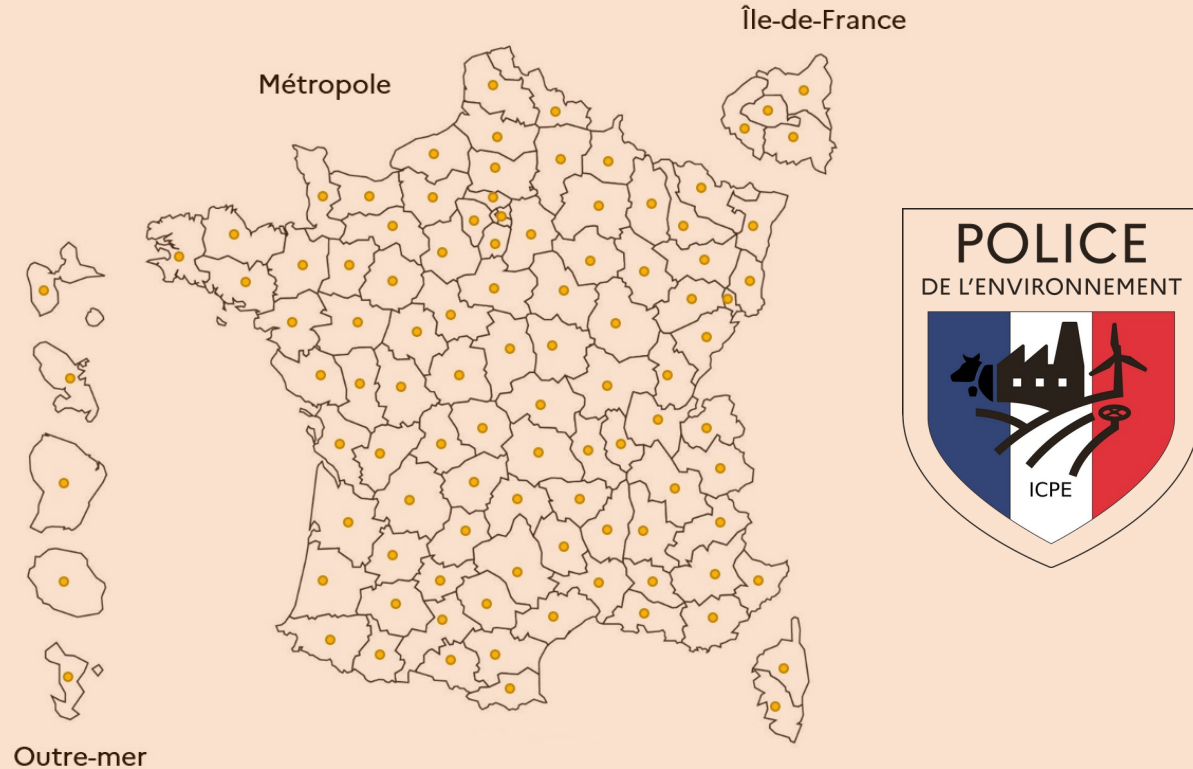 Île-de-France
Métropole
POLICE
DE L'ENVIRONNEMENT
ICPE
Outre-mer